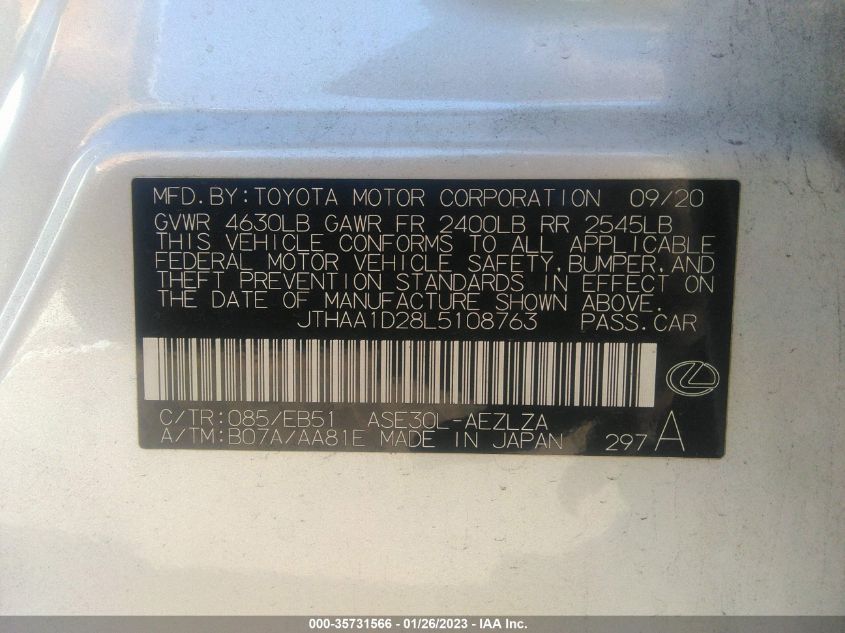 MFD.BY:TOYOTA MOTOR CORPORATION 09/20
GVWR 4630LB GAWR FR 2400LB RR 2545LB
THIS VEHICLE CONFORMS TO ALL APPLICABLE
FEDERAL MOTOR VEHICLE SAFETY,BUMPER,AND
THEFT PREVENTION STANDARDS IN EFFECT ON
THE DATE OF MANUFACTURE SHOWN ABOVE.
JTHAA1D28L5108763 PASS.CAR
C/TR:085/EB51 ASE30L-AEZLZA
A/TM:B07A/AA81E MADE IN JAPAN 297 A
000-35731566 - 01/26/2023 - IAA Inc.